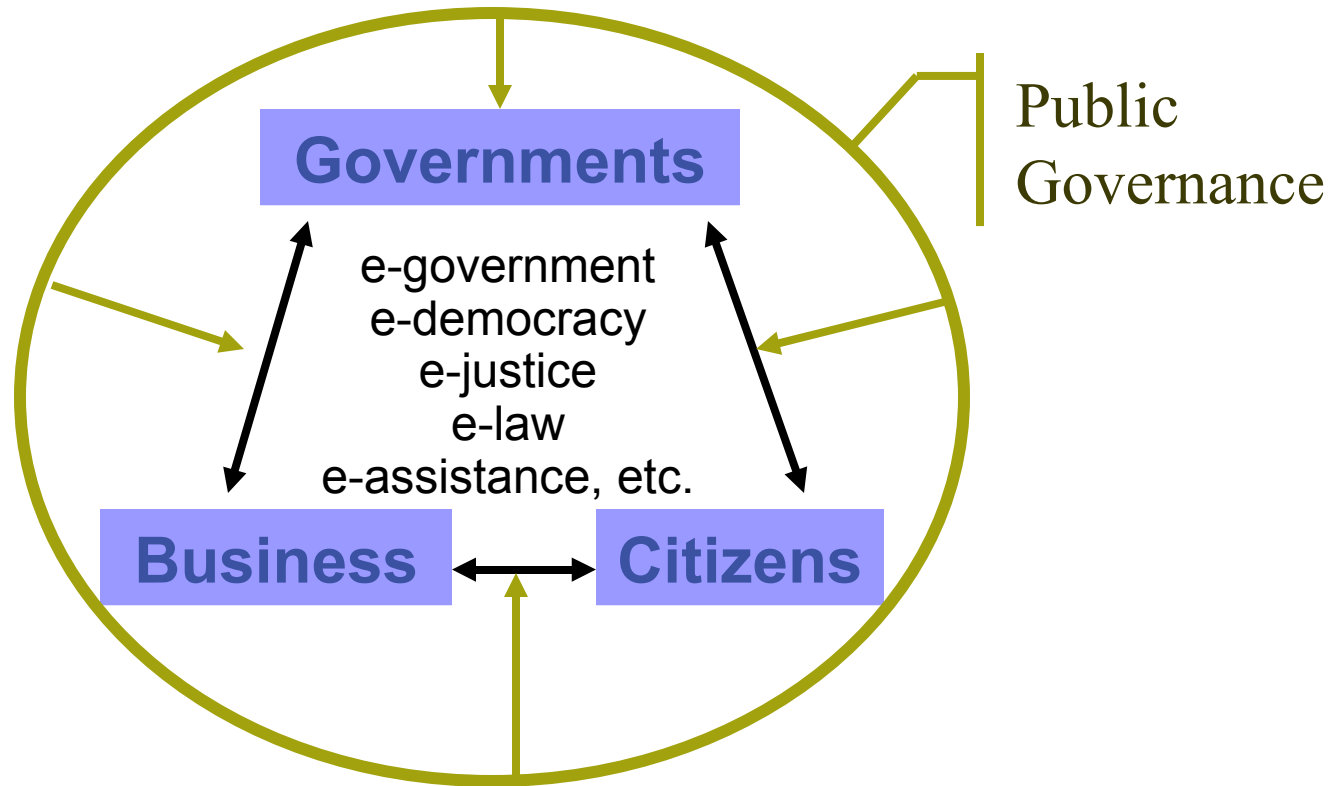 Public
Governance
Governments
e-government
e-democracy
e-justice
e-law
e-assistance, etc.
Business
Citizens